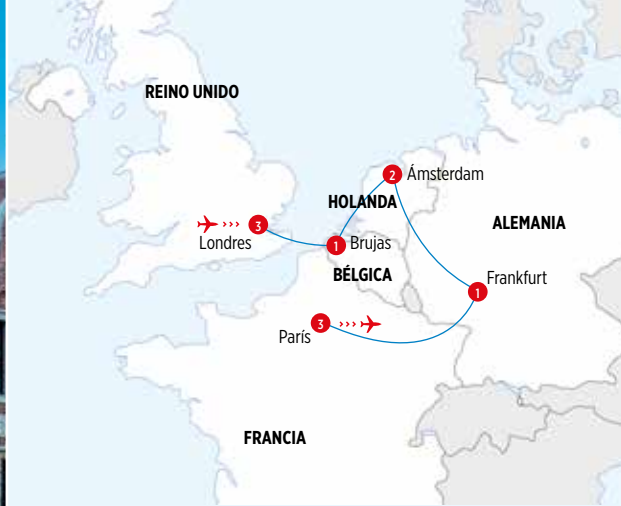 REINO UNIDO
2 Ámsterdam
HOLANDA
ALEMANIA
3
Londres
1 Brujas
BÉLGICA
Frankfurt
1
3
París
FRANCIA